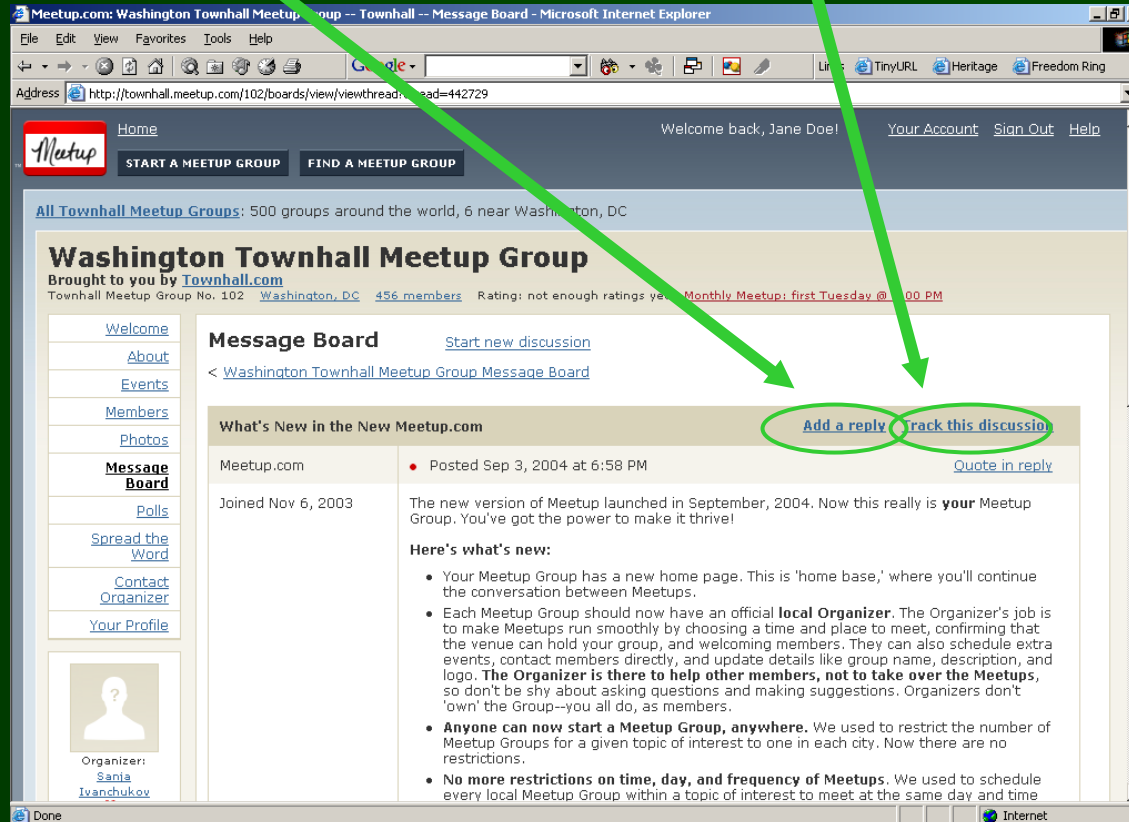 Meetup.com: Washington Townhall Meetup Group -- Townhall -- Message Board - Microsoft Internet Explorer
File Edit View Favorites Tools Help
Google
TinyURL Heritage Freedom Ring
Address http://townhall.meetup.com/102/boards/view/viewthread?thread=442729
Meetup
Home
Welcome back, Jane Doe! Your Account Sign Out Help
START A MEETUP GROUP FIND A MEETUP GROUP
All Townhall Meetup Groups: 500 groups around the world, 6 near Washington, DC
Washington Townhall Meetup Group
Brought to you by Townhall.com
Townhall Meetup Group No. 102 Washington, DC 456 members Rating: not enough ratings yet Monthly Meetup: first Tuesday @ :00 PM
Welcome
About
Events
Members
Photos
Message
Board
Polls
Spread the
Word
Contact
Organizer
Your Profile
Organizer:
Sanja
Ivanchukov
Message Board Start new discussion
< Washington Townhall Meetup Group Message Board
What's New in the New Meetup.com Add a reply Track this discussion
Meetup.com • Posted Sep 3, 2004 at 6:58 PM Quote in reply
Joined Nov 6, 2003
The new version of Meetup launched in September, 2004. Now this really is your Meetup
Group. You've got the power to make it thrive!
Here's what's new:
• Your Meetup Group has a new home page. This is 'home base,' where you'll continue
the conversation between Meetups.
• Each Meetup Group should now have an official local Organizer. The Organizer's job is
to make Meetups run smoothly by choosing a time and place to meet, confirming that
the venue can hold your group, and welcoming members. They can also schedule extra
events, contact members directly, and update details like group name, description, and
logo. The Organizer is there to help other members, not to take over the Meetups,
so don't be shy about asking questions and making suggestions. Organizers don't
'own' the Group--you all do, as members.
• Anyone can now start a Meetup Group, anywhere. We used to restrict the number of
Meetup Groups for a given topic of interest to one in each city. Now there are no
restrictions.
• No more restrictions on time, day, and frequency of Meetups. We used to schedule
every local Meetup Group within a topic of interest to meet at the same day and time
Done Internet